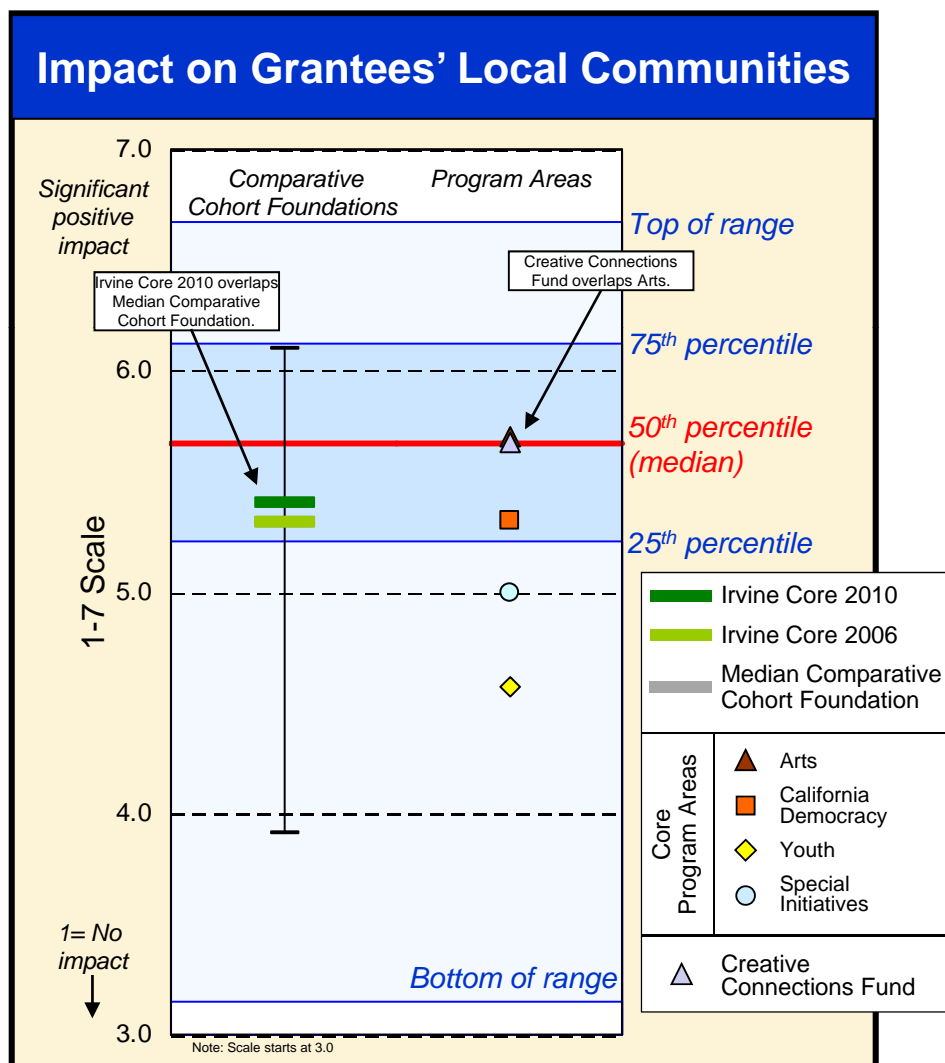 Impact on Grantees’ Local Communities
7.0
Significant
positive
impact
Comparative
Cohort Foundations
Program Areas
Top of range
Irvine Core 2010 overlaps
Median Comparative
Cohort Foundation.
Creative Connections
Fund overlaps Arts.
75th percentile
6.0
50th percentile
(median)
25th percentile
1-7 Scale
5.0
4.0
1= No
impact
Bottom of range
3.0
Note: Scale starts at 3.0
Irvine Core 2010
Irvine Core 2006
Median Comparative
Cohort Foundation
Core
Program Areas
Arts
California
Democracy
Youth
Special
Initiatives
Creative
Connections Fund